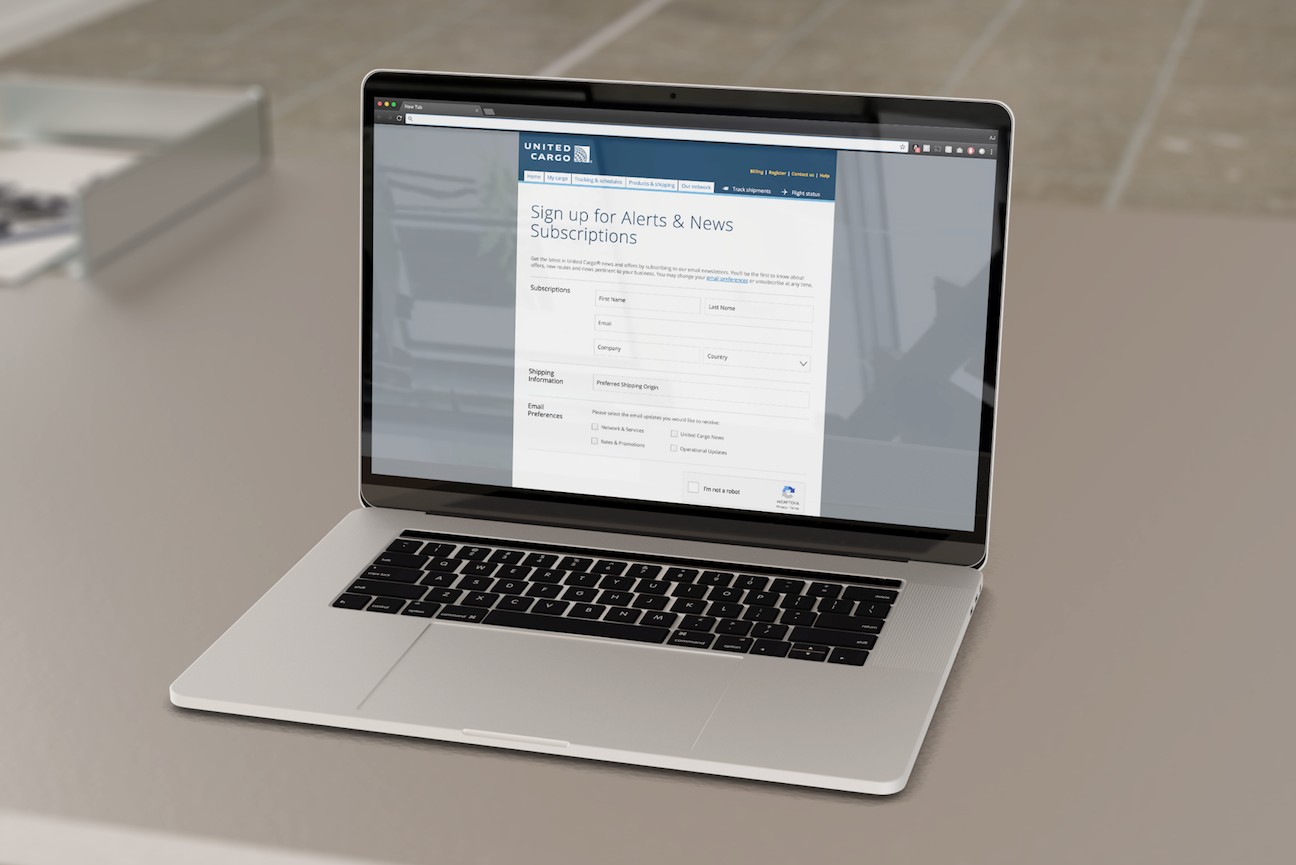 New Tab
UNITED
CARGO
Billing | Register | Contact us | Help
Home
My cargo
Tracking & schedules
Products & shipping
Our network
Track shipments
Flight status
Sign up for Alerts & News
Subscriptions
Get the latest in United Cargo® news and offers by subscribing to our email newsletters. You'll be the first to know about
offers, new routes and news pertinent to your business. You may change your email preferences or unsubscribe at any time.
Subscriptions
First Name
Last Name
Email
Company
Country
Shipping
Information
Preferred Shipping Origin
Email
Preferences
Please select the email updates you would like to receive:
Network & Services
United Cargo News
Rates & Promotions
Operational Updates
I'm not a robot
reCAPTCHA
Privacy - Terms
delete
Q W E R T Y U I O P
A S D F G H J K L
return
shift
Z X C V B N M
shift
fn
control
option
command
command
option